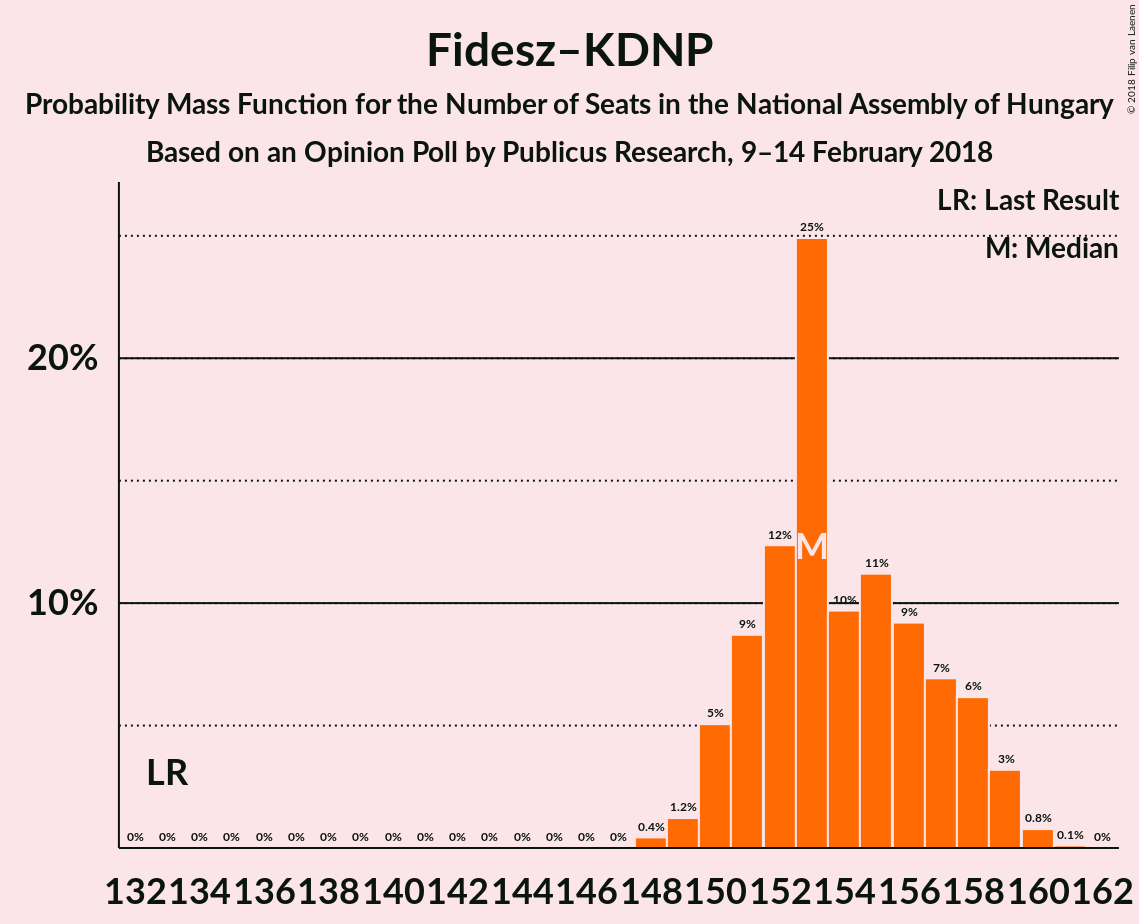 Fidesz–KDNP
Probability Mass Function for the Number of Seats in the National Assembly of Hungary
Based on an Opinion Poll by Publicus Research, 9–14 February 2018
© 2018 Filip van Laenen
LR: Last Result
M: Median
25%
20%
12%
M
11%
10%
10%
9%
9%
7%
6%
5%
3%
LR
1.2%
0.8%
0.4%
0.1%
0% 0% 0% 0% 0% 0% 0% 0% 0% 0% 0% 0% 0% 0% 0% 0% 0%
132 134 136 138 140 142 144 146 148 150 152 154 156 158 160 162